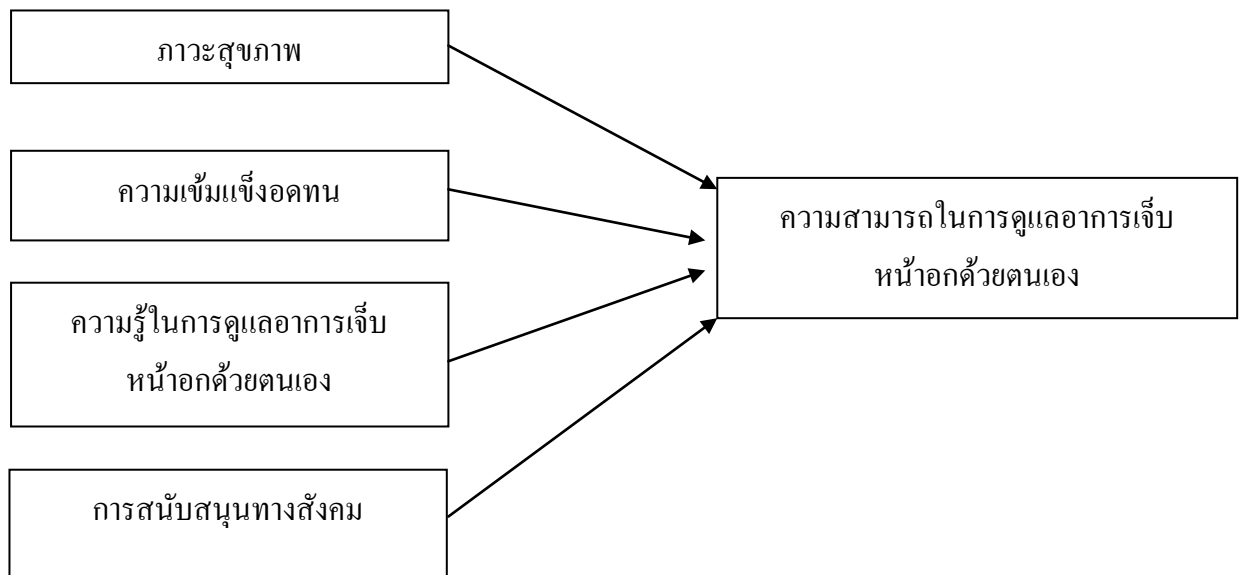 ภาวะสุขภาพ
ความเข้มแข็งอดทน
ความรู้ในการดูแลอาการเจ็บ
หน้าอกด้วยตนเอง
การสนับสนุนทางสังคม
ความสามารถในการดูแลอาการเจ็บ
หน้าอกด้วยตนเอง